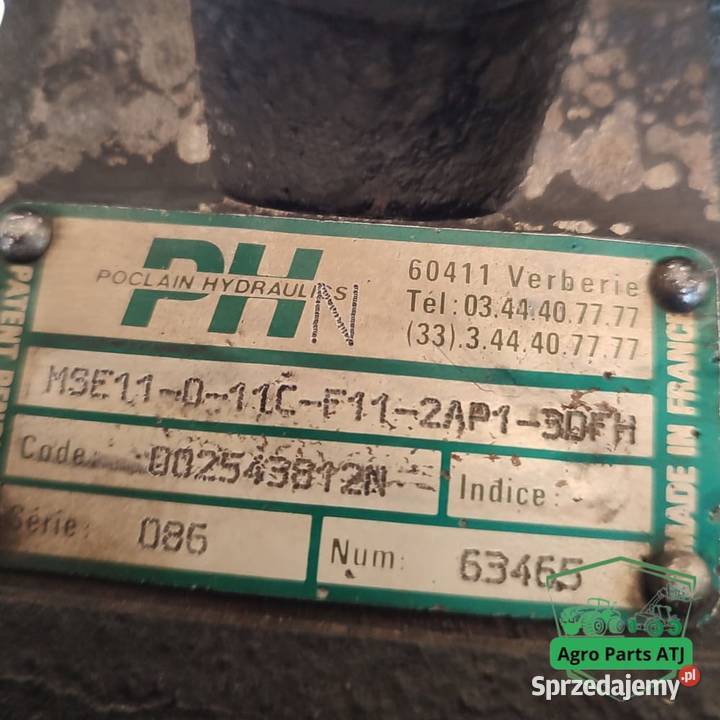 PH
POCLAIN HYDRAULICS
N
60411 Verberie
Tél: 03.44.40.77.77
(33).3.44.40.77.77
PATENT
MADE IN FRANCE
MSE11-D-11C-F11-2AP1-3DFH
Code: 002543812N
Indice: -
Série: 086
Num: 63465
Agro Parts ATJ
Sprzedajemy.pl